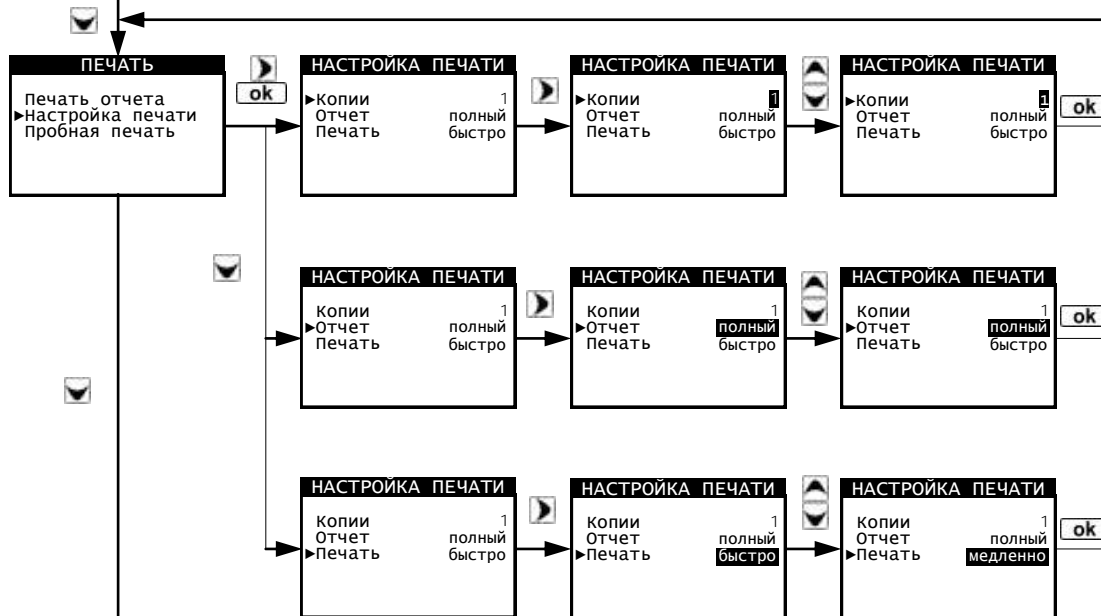 ПЕЧАТЬ
Печать отчета
▶Настройка печати
Пробная печать
ok
НАСТРОЙКА ПЕЧАТИ
▶Копии 1
Отчет полный
Печать быстро
НАСТРОЙКА ПЕЧАТИ
▶Копии 1
Отчет полный
Печать быстро
НАСТРОЙКА ПЕЧАТИ
▶Копии 1
Отчет полный
Печать быстро
ok
НАСТРОЙКА ПЕЧАТИ
Копии 1
▶Отчет полный
Печать быстро
НАСТРОЙКА ПЕЧАТИ
Копии 1
▶Отчет полный
Печать быстро
НАСТРОЙКА ПЕЧАТИ
Копии 1
▶Отчет полный
Печать быстро
ok
НАСТРОЙКА ПЕЧАТИ
Копии 1
Отчет полный
▶Печать быстро
НАСТРОЙКА ПЕЧАТИ
Копии 1
Отчет полный
▶Печать быстро
НАСТРОЙКА ПЕЧАТИ
Копии 1
Отчет полный
▶Печать медленно
ok